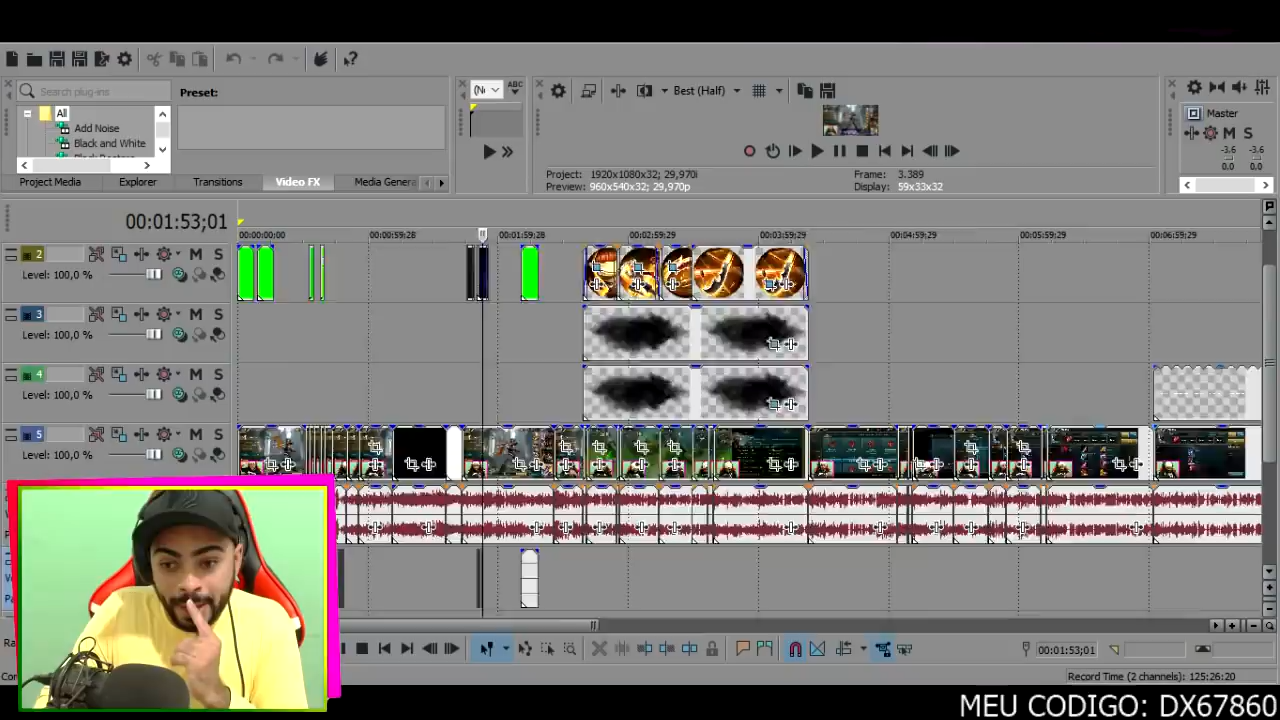 Search plug-ins
Preset:
All
Add Noise
Black and White
Project Media
Explorer
Transitions
Video FX
Media Genera
ABC
Best (Half)
Project: 1920x1080x32; 29,970i
Preview: 960x540x32; 29,970p
Frame: 3.389
Display: 59x33x32
Master
M S
-3.6 -3.6
0.0 0.0
00:01:53;01
00:00:00;00
00:00:59;28
00:01:59;28
00:02:59;29
00:03:59;29
00:04:59;29
00:05:59;29
00:06:59;29
2 M S
Level: 100,0 %
3 M S
Level: 100,0 %
4 M S
Level: 100,0 %
5 M S
Level: 100,0 %
00:01:53;01
Record Time (2 channels): 125:26:20
MEU CODIGO: DX67860